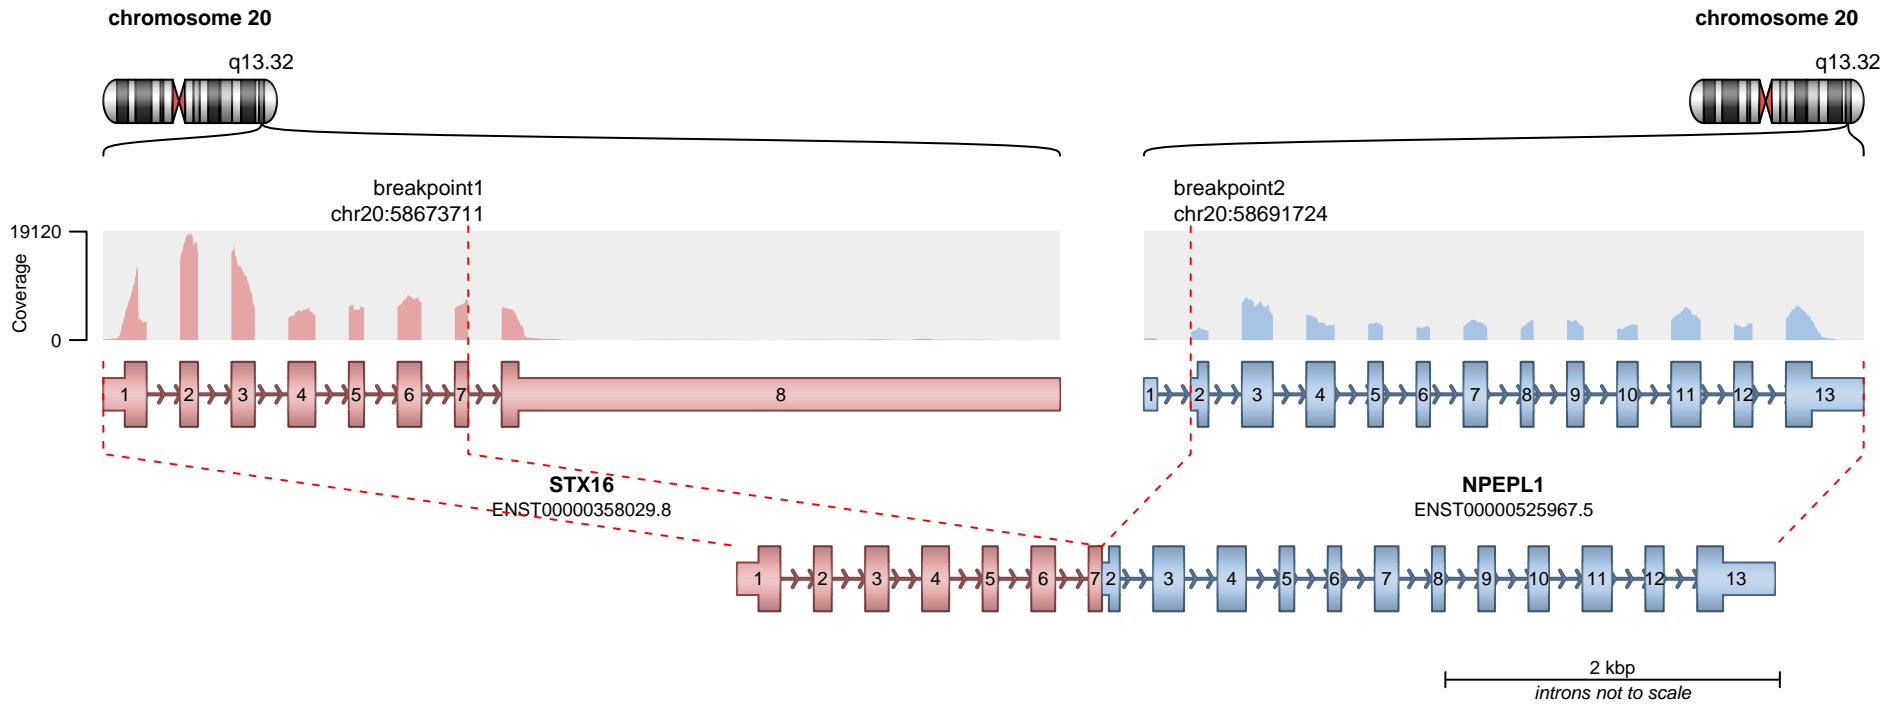 chromosome 20
chromosome 20
q13.32
q13.32
breakpoint1
chr20:58673711
breakpoint2
chr20:58691724
19120
Coverage
0
1 2 3 4 5 6 7 8
1 2 3 4 5 6 7 8 9 10 11 12 13
STX16
ENST00000358029.8
NPEPL1
ENST00000525967.5
1 2 3 4 5 6 7 2 3 4 5 6 7 8 9 10 11 12 13
2 kbp
introns not to scale